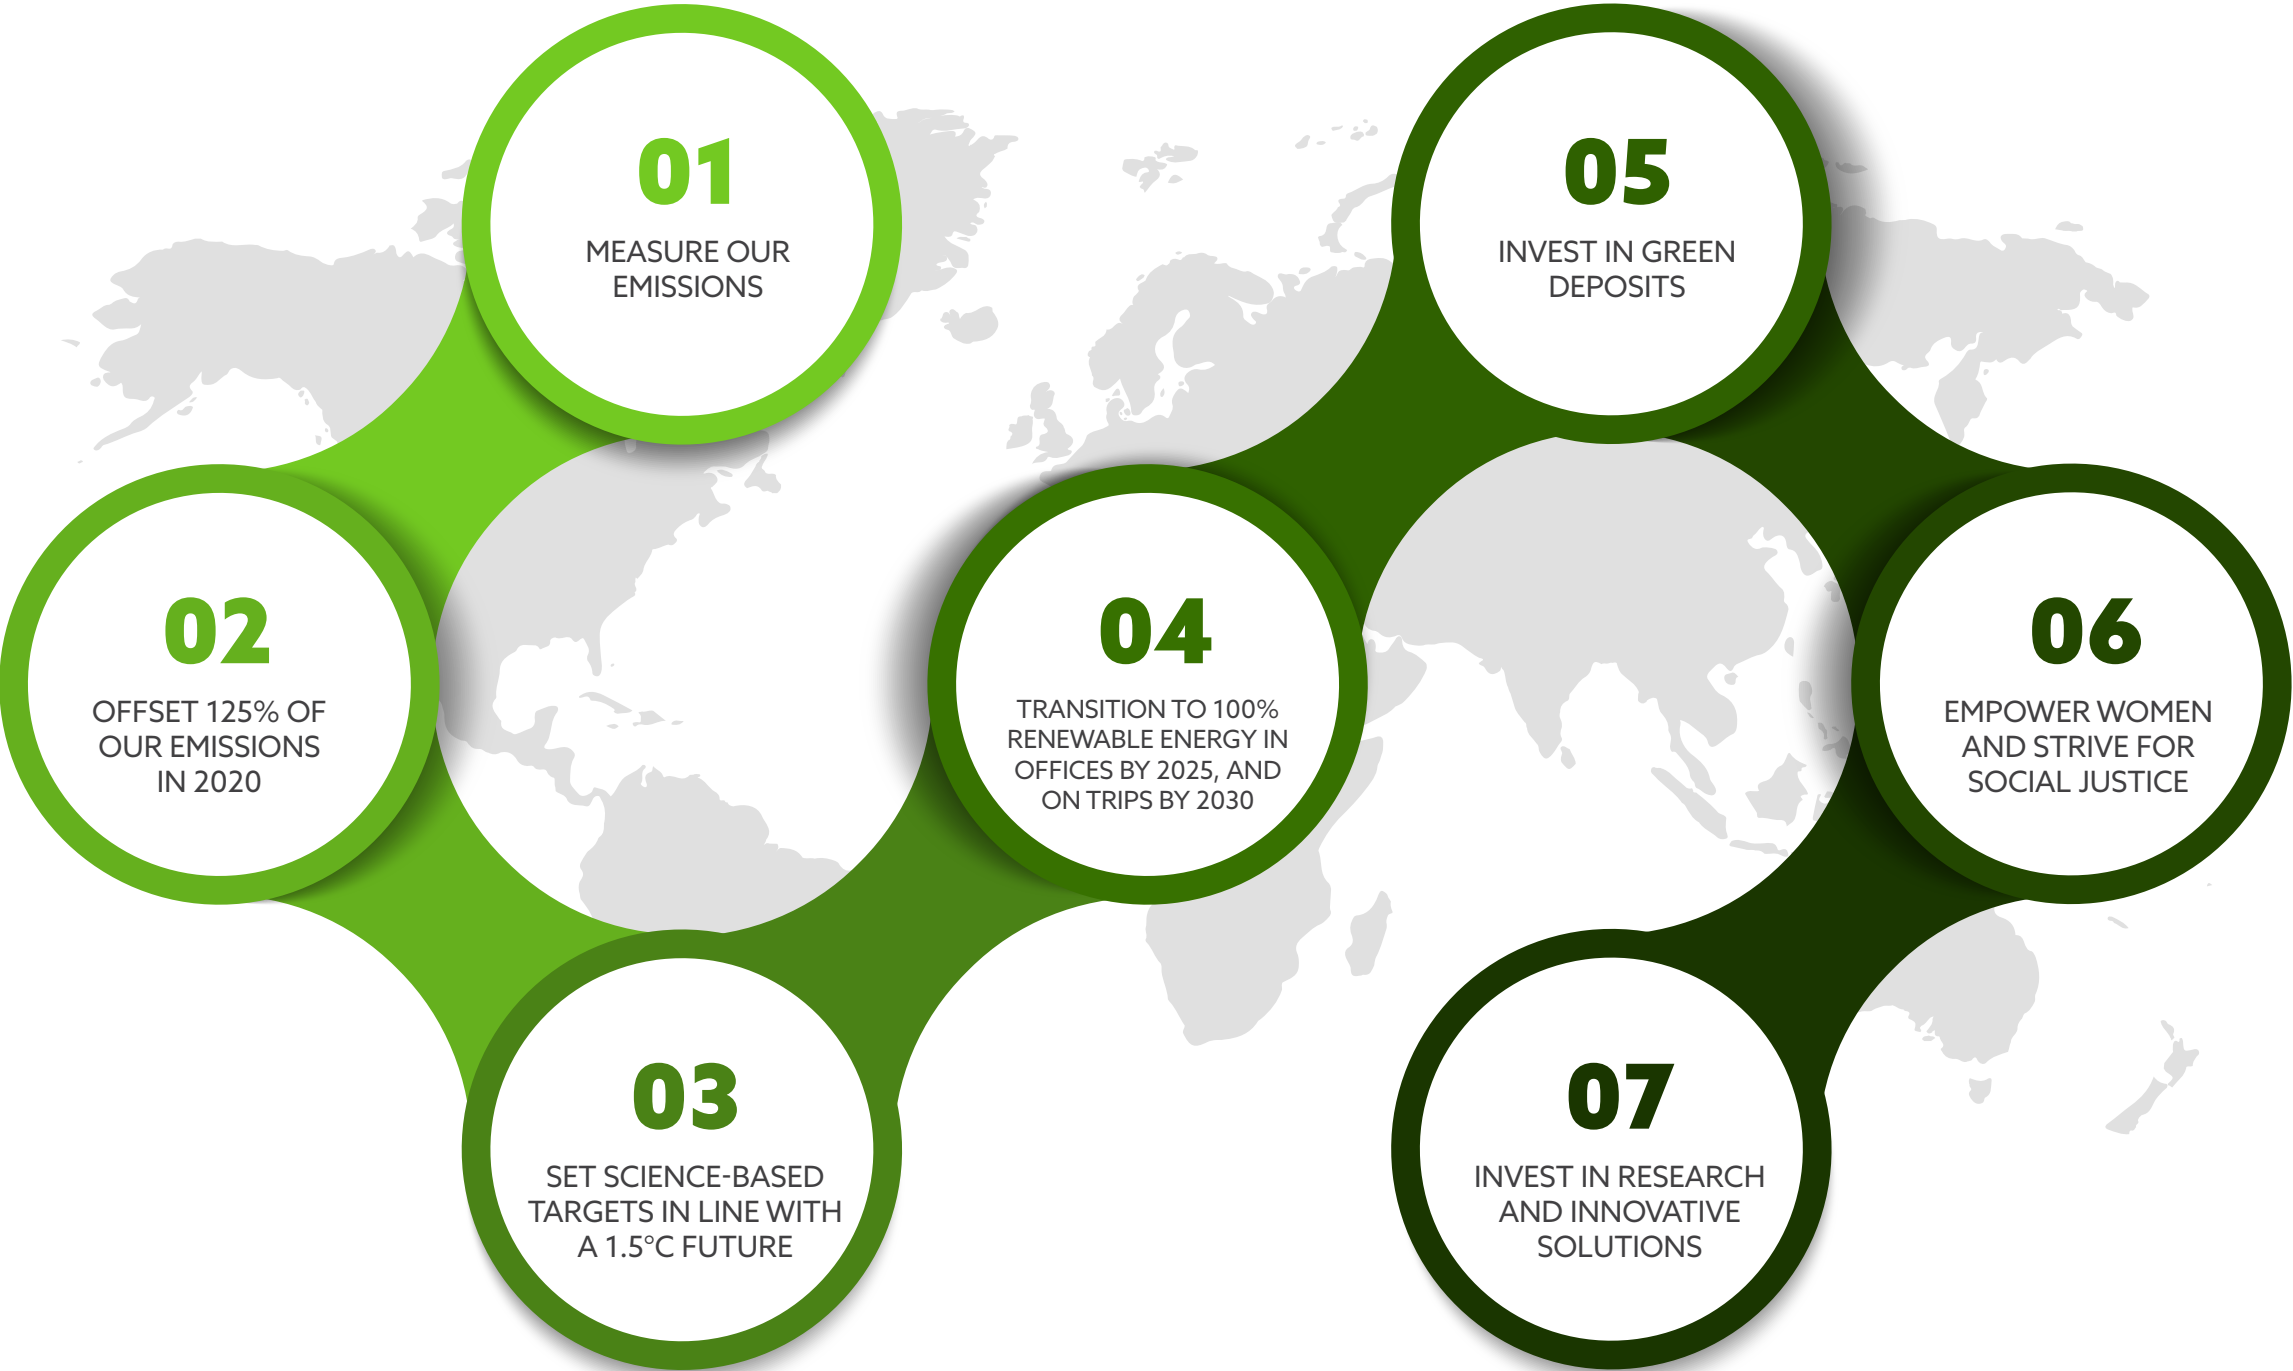 01
MEASURE OUR
EMISSIONS
02
OFFSET 125% OF
OUR EMISSIONS
IN 2020
03
SET SCIENCE-BASED
TARGETS IN LINE WITH
A 1.5°C FUTURE
04
TRANSITION TO 100%
RENEWABLE ENERGY IN
OFFICES BY 2025, AND
ON TRIPS BY 2030
05
INVEST IN GREEN
DEPOSITS
06
EMPOWER WOMEN
AND STRIVE FOR
SOCIAL JUSTICE
07
INVEST IN RESEARCH
AND INNOVATIVE
SOLUTIONS